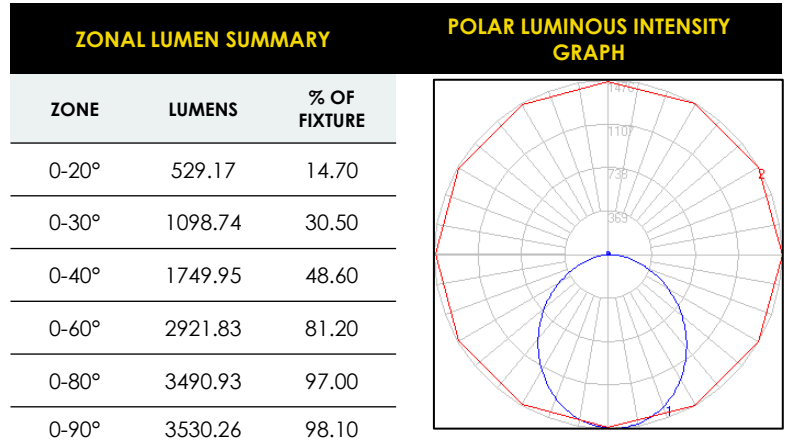 ZONAL LUMEN SUMMARY
ZONE LUMENS % OF FIXTURE
0-20° 529.17 14.70
0-30° 1098.74 30.50
0-40° 1749.95 48.60
0-60° 2921.83 81.20
0-80° 3490.93 97.00
0-90° 3530.26 98.10
POLAR LUMINOUS INTENSITY
GRAPH
1107
738
369
2
1